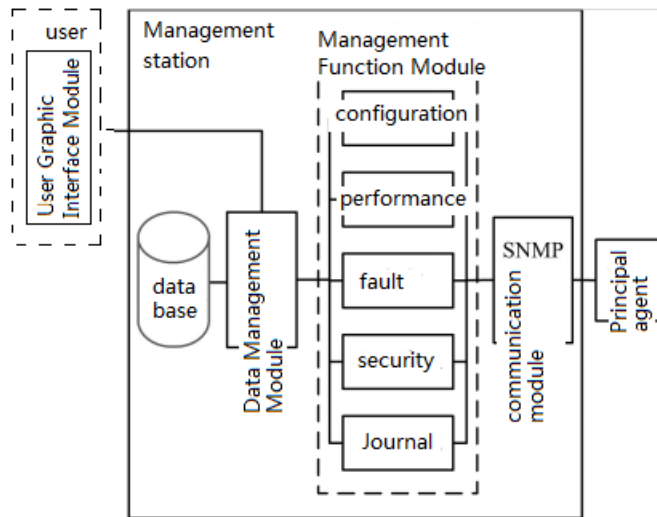 user
User Graphic
Interface Module
Management
station
Management
Function Module
configuration
performance
fault
security
Journal
data
base
Data Management
Module
SNMP
communication
module
Principal
agent